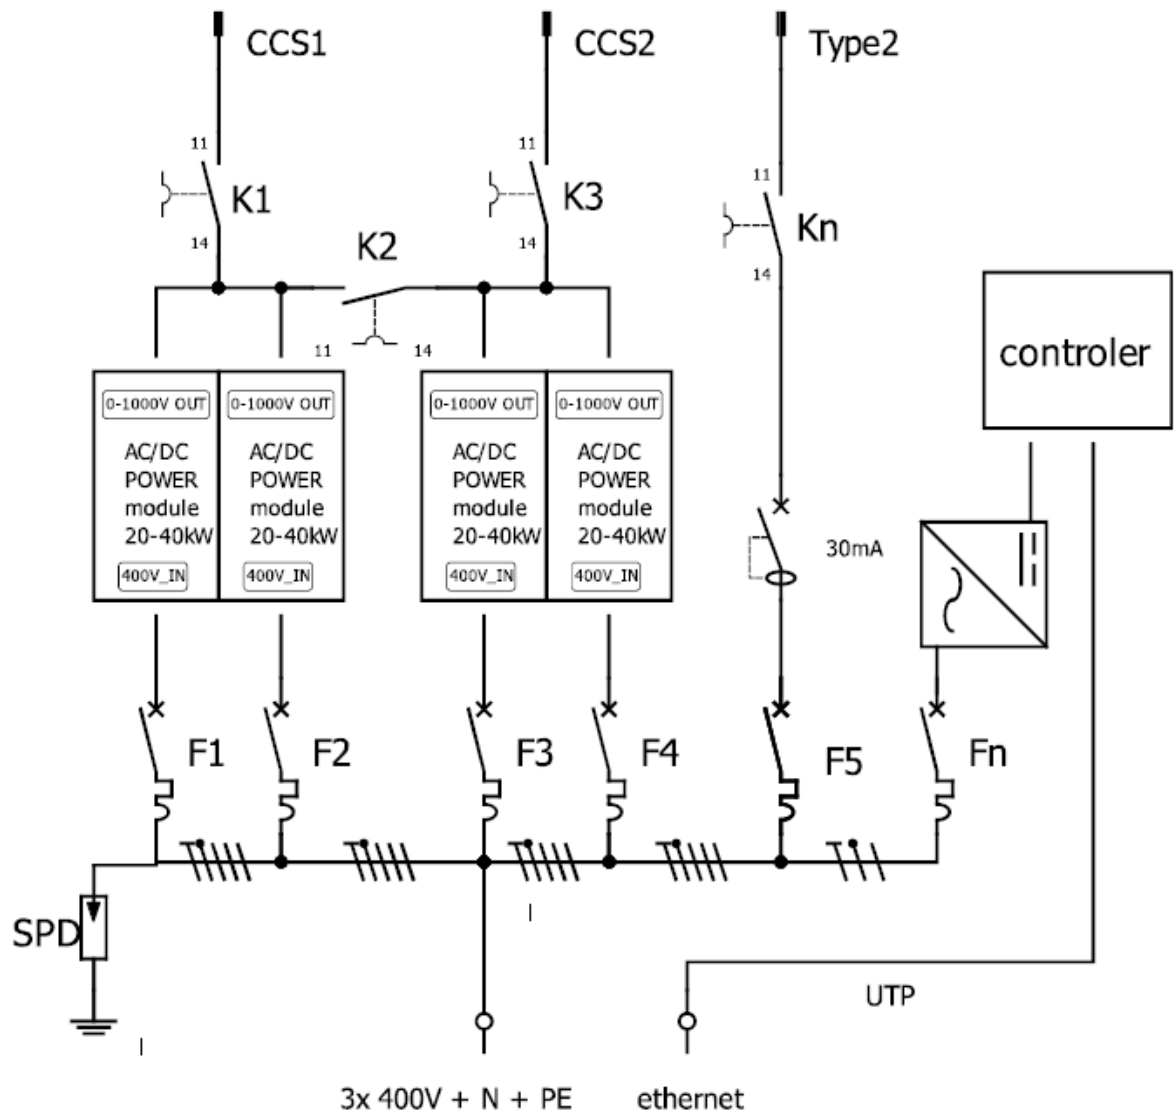 CCS1
CCS2
Type2
11
K1
14
11
K3
14
11
Kn
14
K2
11
14
controler
0-1000V OUT
AC/DC
POWER
module
20-40kW
400V_IN
0-1000V OUT
AC/DC
POWER
module
20-40kW
400V_IN
0-1000V OUT
AC/DC
POWER
module
20-40kW
400V_IN
0-1000V OUT
AC/DC
POWER
module
20-40kW
400V_IN
30mA
F1
F2
F3
F4
F5
Fn
SPD
UTP
3x 400V + N + PE
ethernet